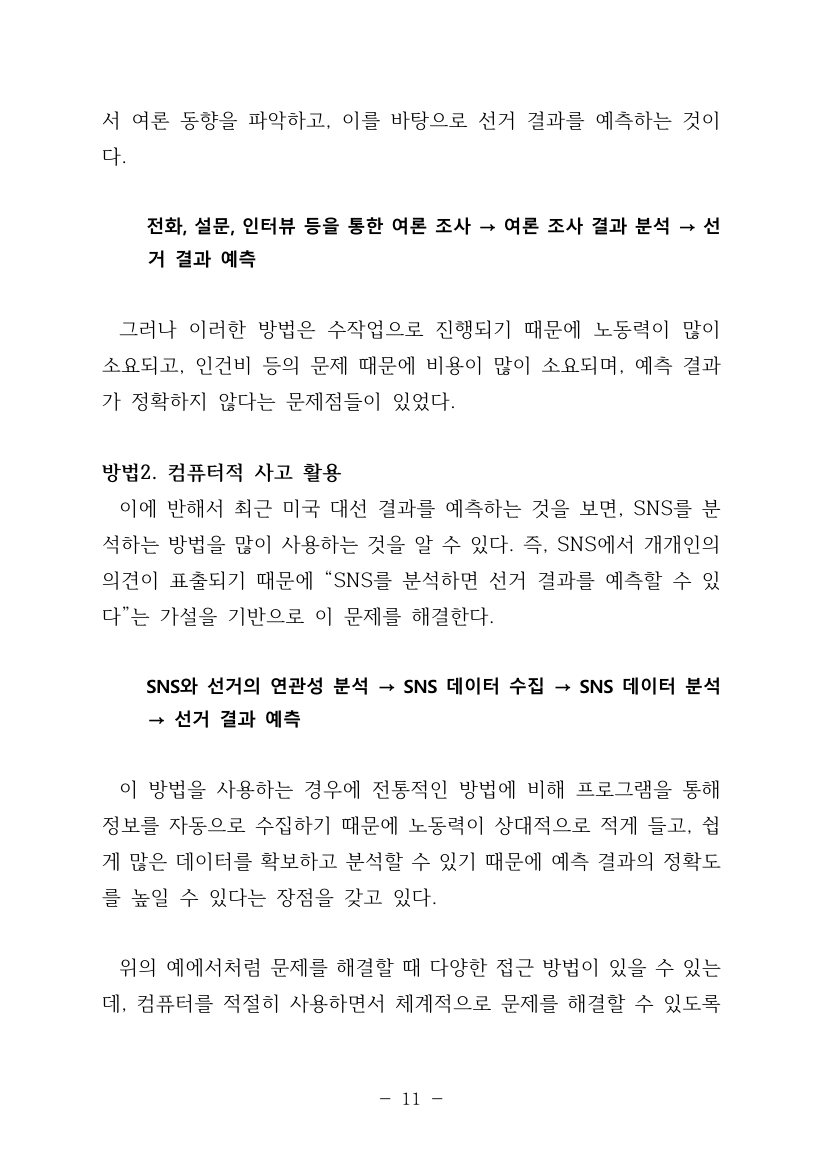 서 여론 동향을 파악하고, 이를 바탕으로 선거 결과를 예측하는 것이
다.
전화, 설문, 인터뷰 등을 통한 여론 조사 → 여론 조사 결과 분석 → 선
거 결과 예측
그러나 이러한 방법은 수작업으로 진행되기 때문에 노동력이 많이
소요되고, 인건비 등의 문제 때문에 비용이 많이 소요되며, 예측 결과
가 정확하지 않다는 문제점들이 있었다.
방법2. 컴퓨터적 사고 활용
이에 반해서 최근 미국 대선 결과를 예측하는 것을 보면, SNS를 분
석하는 방법을 많이 사용하는 것을 알 수 있다. 즉, SNS에서 개개인의
의견이 표출되기 때문에 “SNS를 분석하면 선거 결과를 예측할 수 있
다”는 가설을 기반으로 이 문제를 해결한다.
SNS와 선거의 연관성 분석 → SNS 데이터 수집 → SNS 데이터 분석
→ 선거 결과 예측
이 방법을 사용하는 경우에 전통적인 방법에 비해 프로그램을 통해
정보를 자동으로 수집하기 때문에 노동력이 상대적으로 적게 들고, 쉽
게 많은 데이터를 확보하고 분석할 수 있기 때문에 예측 결과의 정확도
를 높일 수 있다는 장점을 갖고 있다.
위의 예에서처럼 문제를 해결할 때 다양한 접근 방법이 있을 수 있는
데, 컴퓨터를 적절히 사용하면서 체계적으로 문제를 해결할 수 있도록
- 11 -